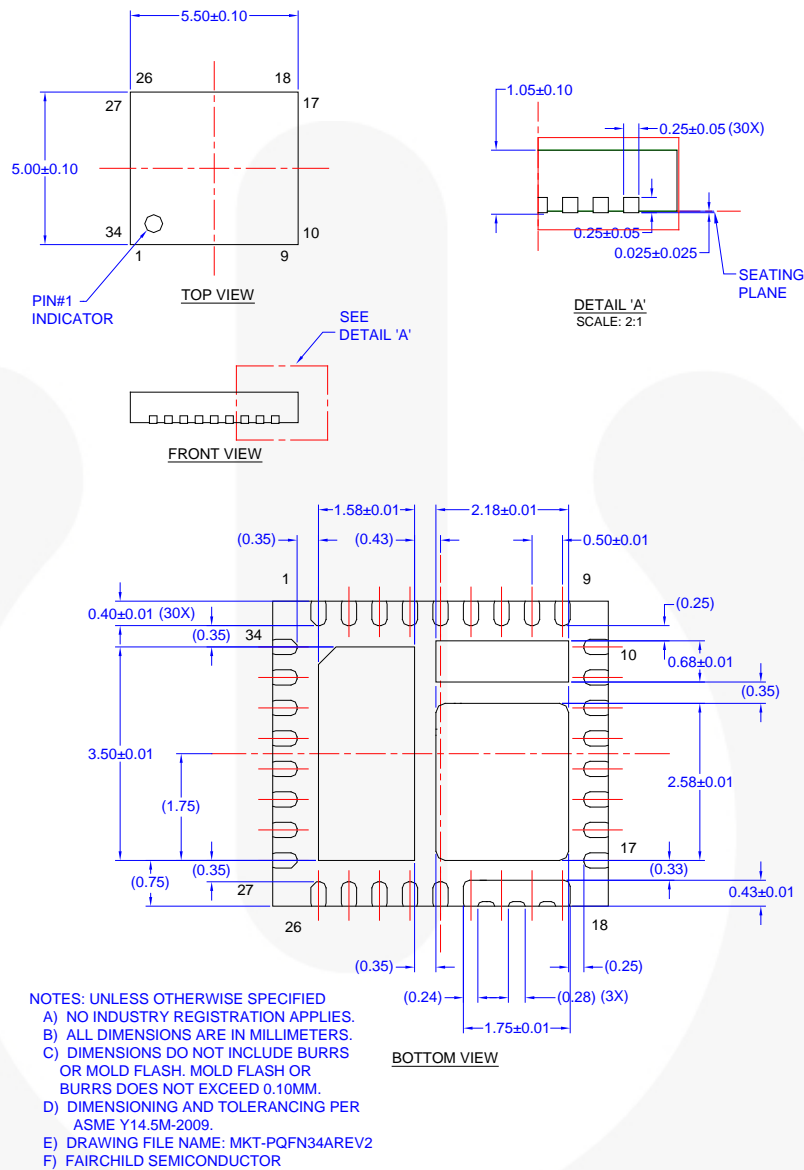 5.50±0.10
26
18
27
17
5.00±0.10
34
10
1
9
PIN#1
INDICATOR
TOP VIEW
1.05±0.10
0.25±0.05 (30X)
0.25±0.05
0.025±0.025
SEATING
PLANE
DETAIL 'A'
SCALE: 2:1
SEE
DETAIL 'A'
FRONT VIEW
1.58±0.01
2.18±0.01
(0.35)
(0.43)
0.50±0.01
1
9
0.40±0.01 (30X)
(0.25)
34
(0.35)
10
0.68±0.01
(0.35)
3.50±0.01
2.58±0.01
(1.75)
17
(0.35)
(0.33)
(0.75)
27
0.43±0.01
26
18
(0.35)
(0.25)
(0.24)
(0.28) (3X)
1.75±0.01
BOTTOM VIEW
NOTES: UNLESS OTHERWISE SPECIFIED
A) NO INDUSTRY REGISTRATION APPLIES.
B) ALL DIMENSIONS ARE IN MILLIMETERS.
C) DIMENSIONS DO NOT INCLUDE BURRS
OR MOLD FLASH. MOLD FLASH OR
BURRS DOES NOT EXCEED 0.10MM.
D) DIMENSIONING AND TOLERANCING PER
ASME Y14.5M-2009.
E) DRAWING FILE NAME: MKT-PQFN34AREV2
F) FAIRCHILD SEMICONDUCTOR